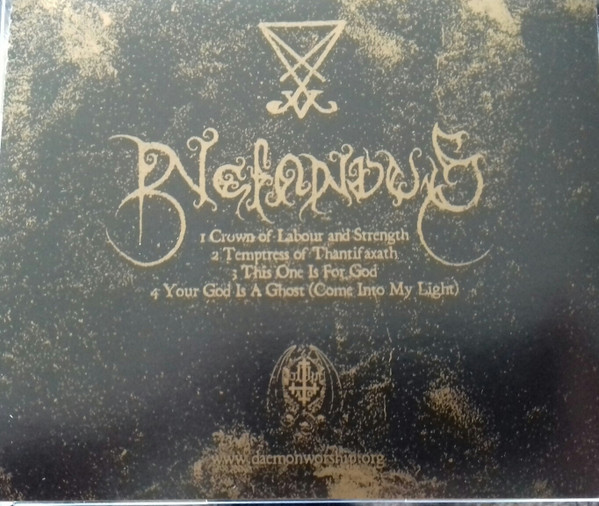 Nefandus
1 Crown of Labour and Strength
2 Temptress of Thantifaxath
3 This One Is For God
4 Your God Is A Ghost (Come Into My Light)
www.daemonworship.org